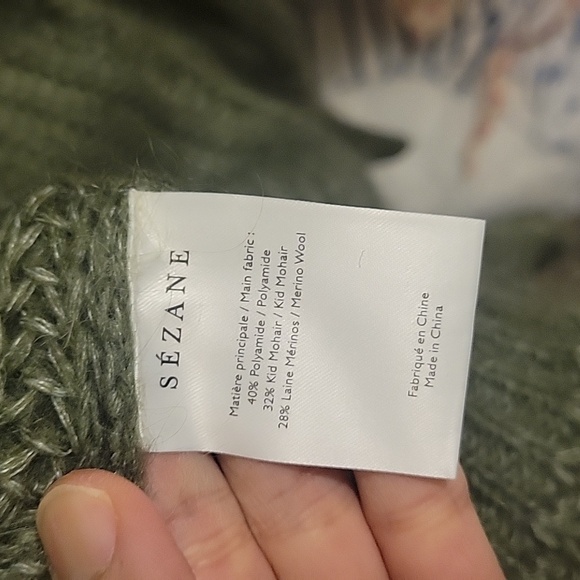 SÉZANE
Matière principale / Main fabric :
40% Polyamide / Polyamide
32% Kid Mohair / Kid Mohair
28% Laine Mérinos / Merino Wool
Fabriqué en Chine
Made in China